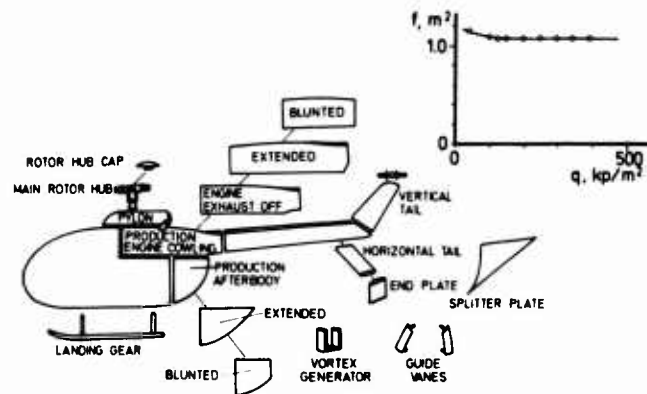 f, m²
1.0
0
0
500
q, kp/m²
BLUNTED
EXTENDED
ENGINE
EXHAUST OFF
ROTOR HUB CAP
MAIN ROTOR HUB
PYLON
PRODUCTION
ENGINE COWLING
VERTICAL
TAIL
HORIZONTAL TAIL
PRODUCTION
AFTERBODY
END PLATE
SPLITTER PLATE
EXTENDED
LANDING GEAR
BLUNTED
VORTEX
GENERATOR
GUIDE
VANES